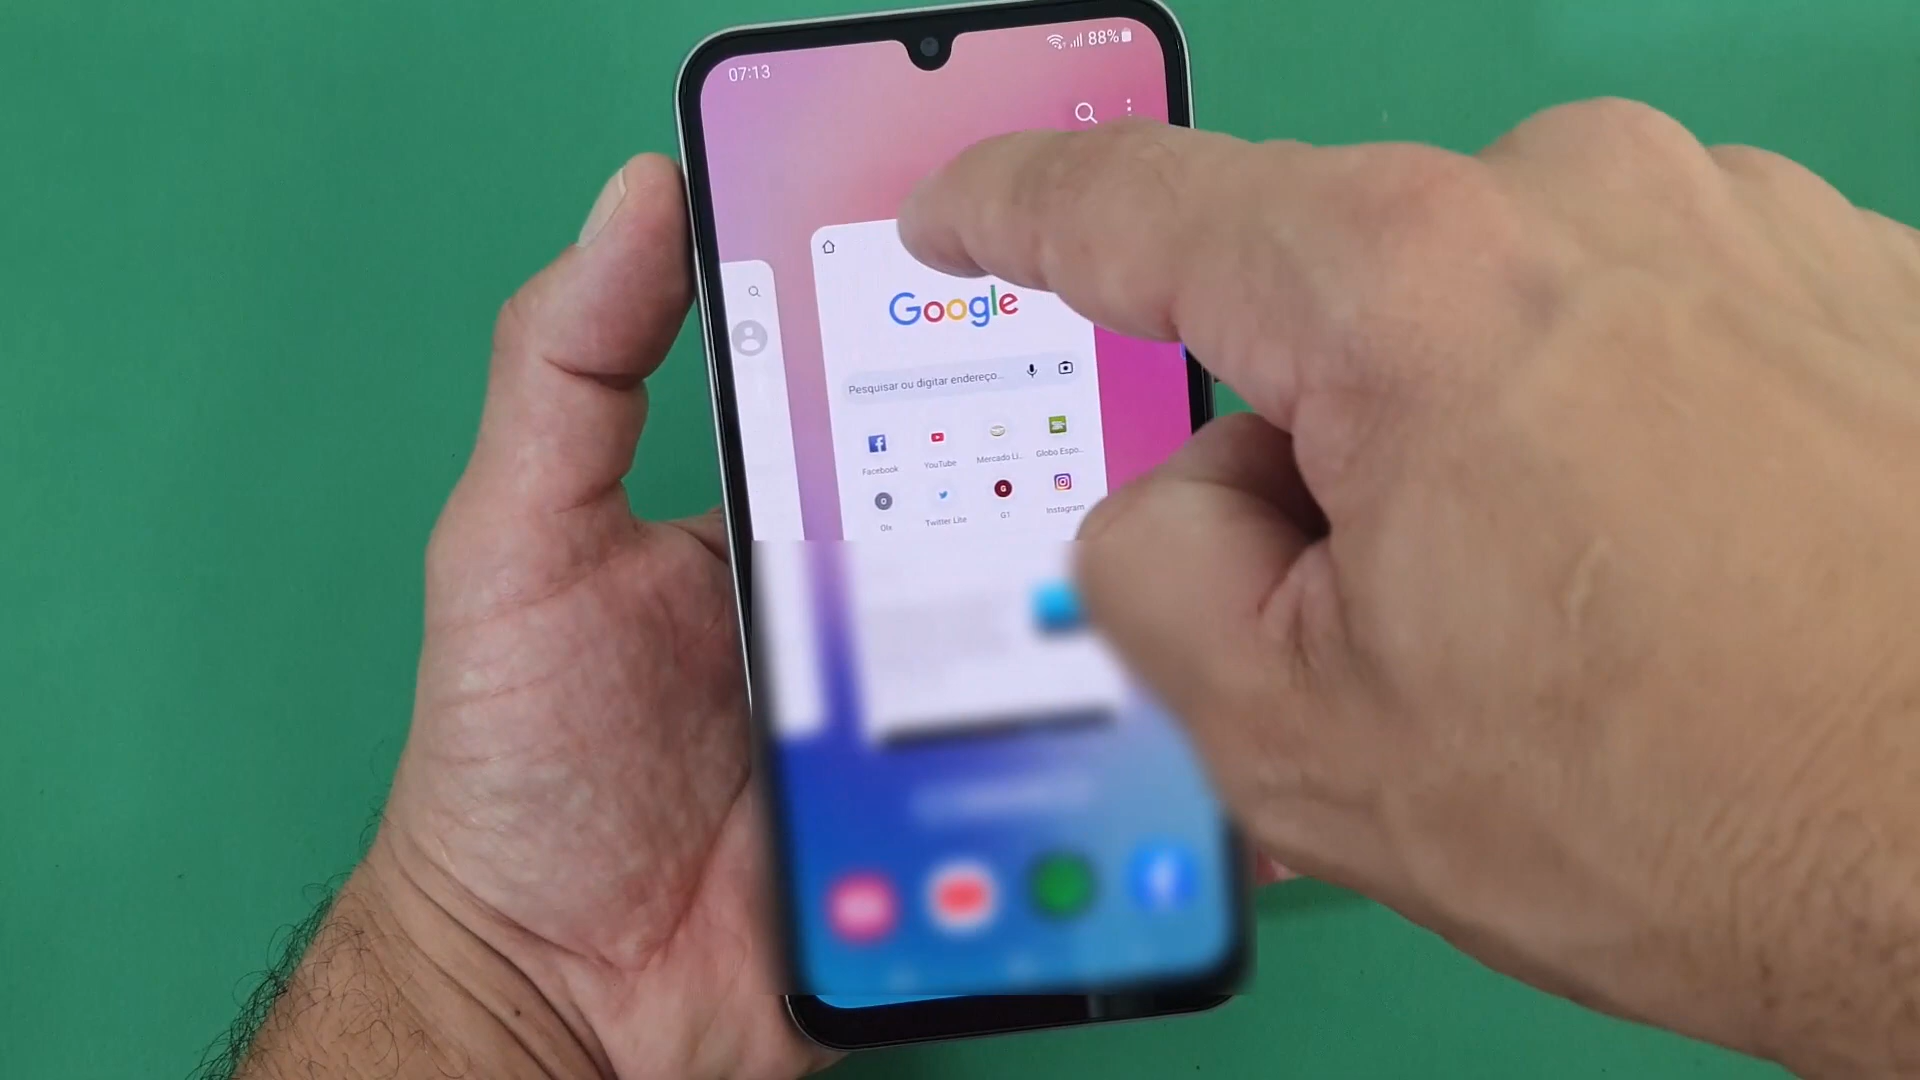 07:13
88%
Google
Pesquisar ou digitar endereço...
Facebook YouTube Mercado Li... Globo Espo...
Olx Twitter Lite G1 Instagram